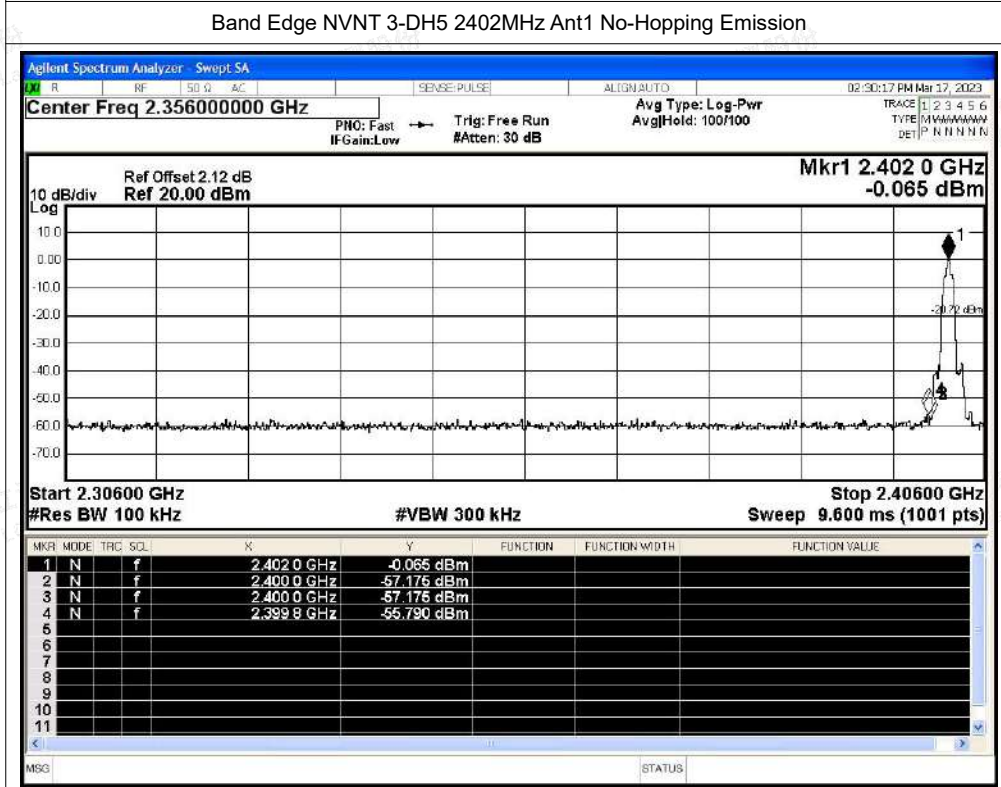 Band Edge NVNT 3-DH5 2402MHz Ant1 No-Hopping Emission
Agilent Spectrum Analyzer - Swept SA
LXI R RF 50 Ω AC SENSE:PULSE ALIGN AUTO 02:30:17 PM Mar 17, 2023
Center Freq 2.356000000 GHz
PNO: Fast
IFGain:Low
Trig: Free Run
#Atten: 30 dB
Avg Type: Log-Pwr
Avg|Hold: 100/100
TRACE 1 2 3 4 5 6
TYPE M
DET P N N N N N
Mkr1 2.402 0 GHz
-0.065 dBm
Ref Offset 2.12 dB
10 dB/div Ref 20.00 dBm
Log
10.0
0.00
-10.0
-20.0
-30.0
-40.0
-50.0
-60.0
-70.0
1
Start 2.30600 GHz
Stop 2.40600 GHz
#Res BW 100 kHz #VBW 300 kHz Sweep 9.600 ms (1001 pts)
MKR MODE TRC SCL X Y FUNCTION FUNCTION WIDTH FUNCTION VALUE
1 N f 2.402 0 GHz -0.065 dBm
2 N f 2.400 0 GHz -57.175 dBm
3 N f 2.400 0 GHz -57.175 dBm
4 N f 2.399 8 GHz -55.790 dBm
5
6
7
8
9
10
11
MSG STATUS